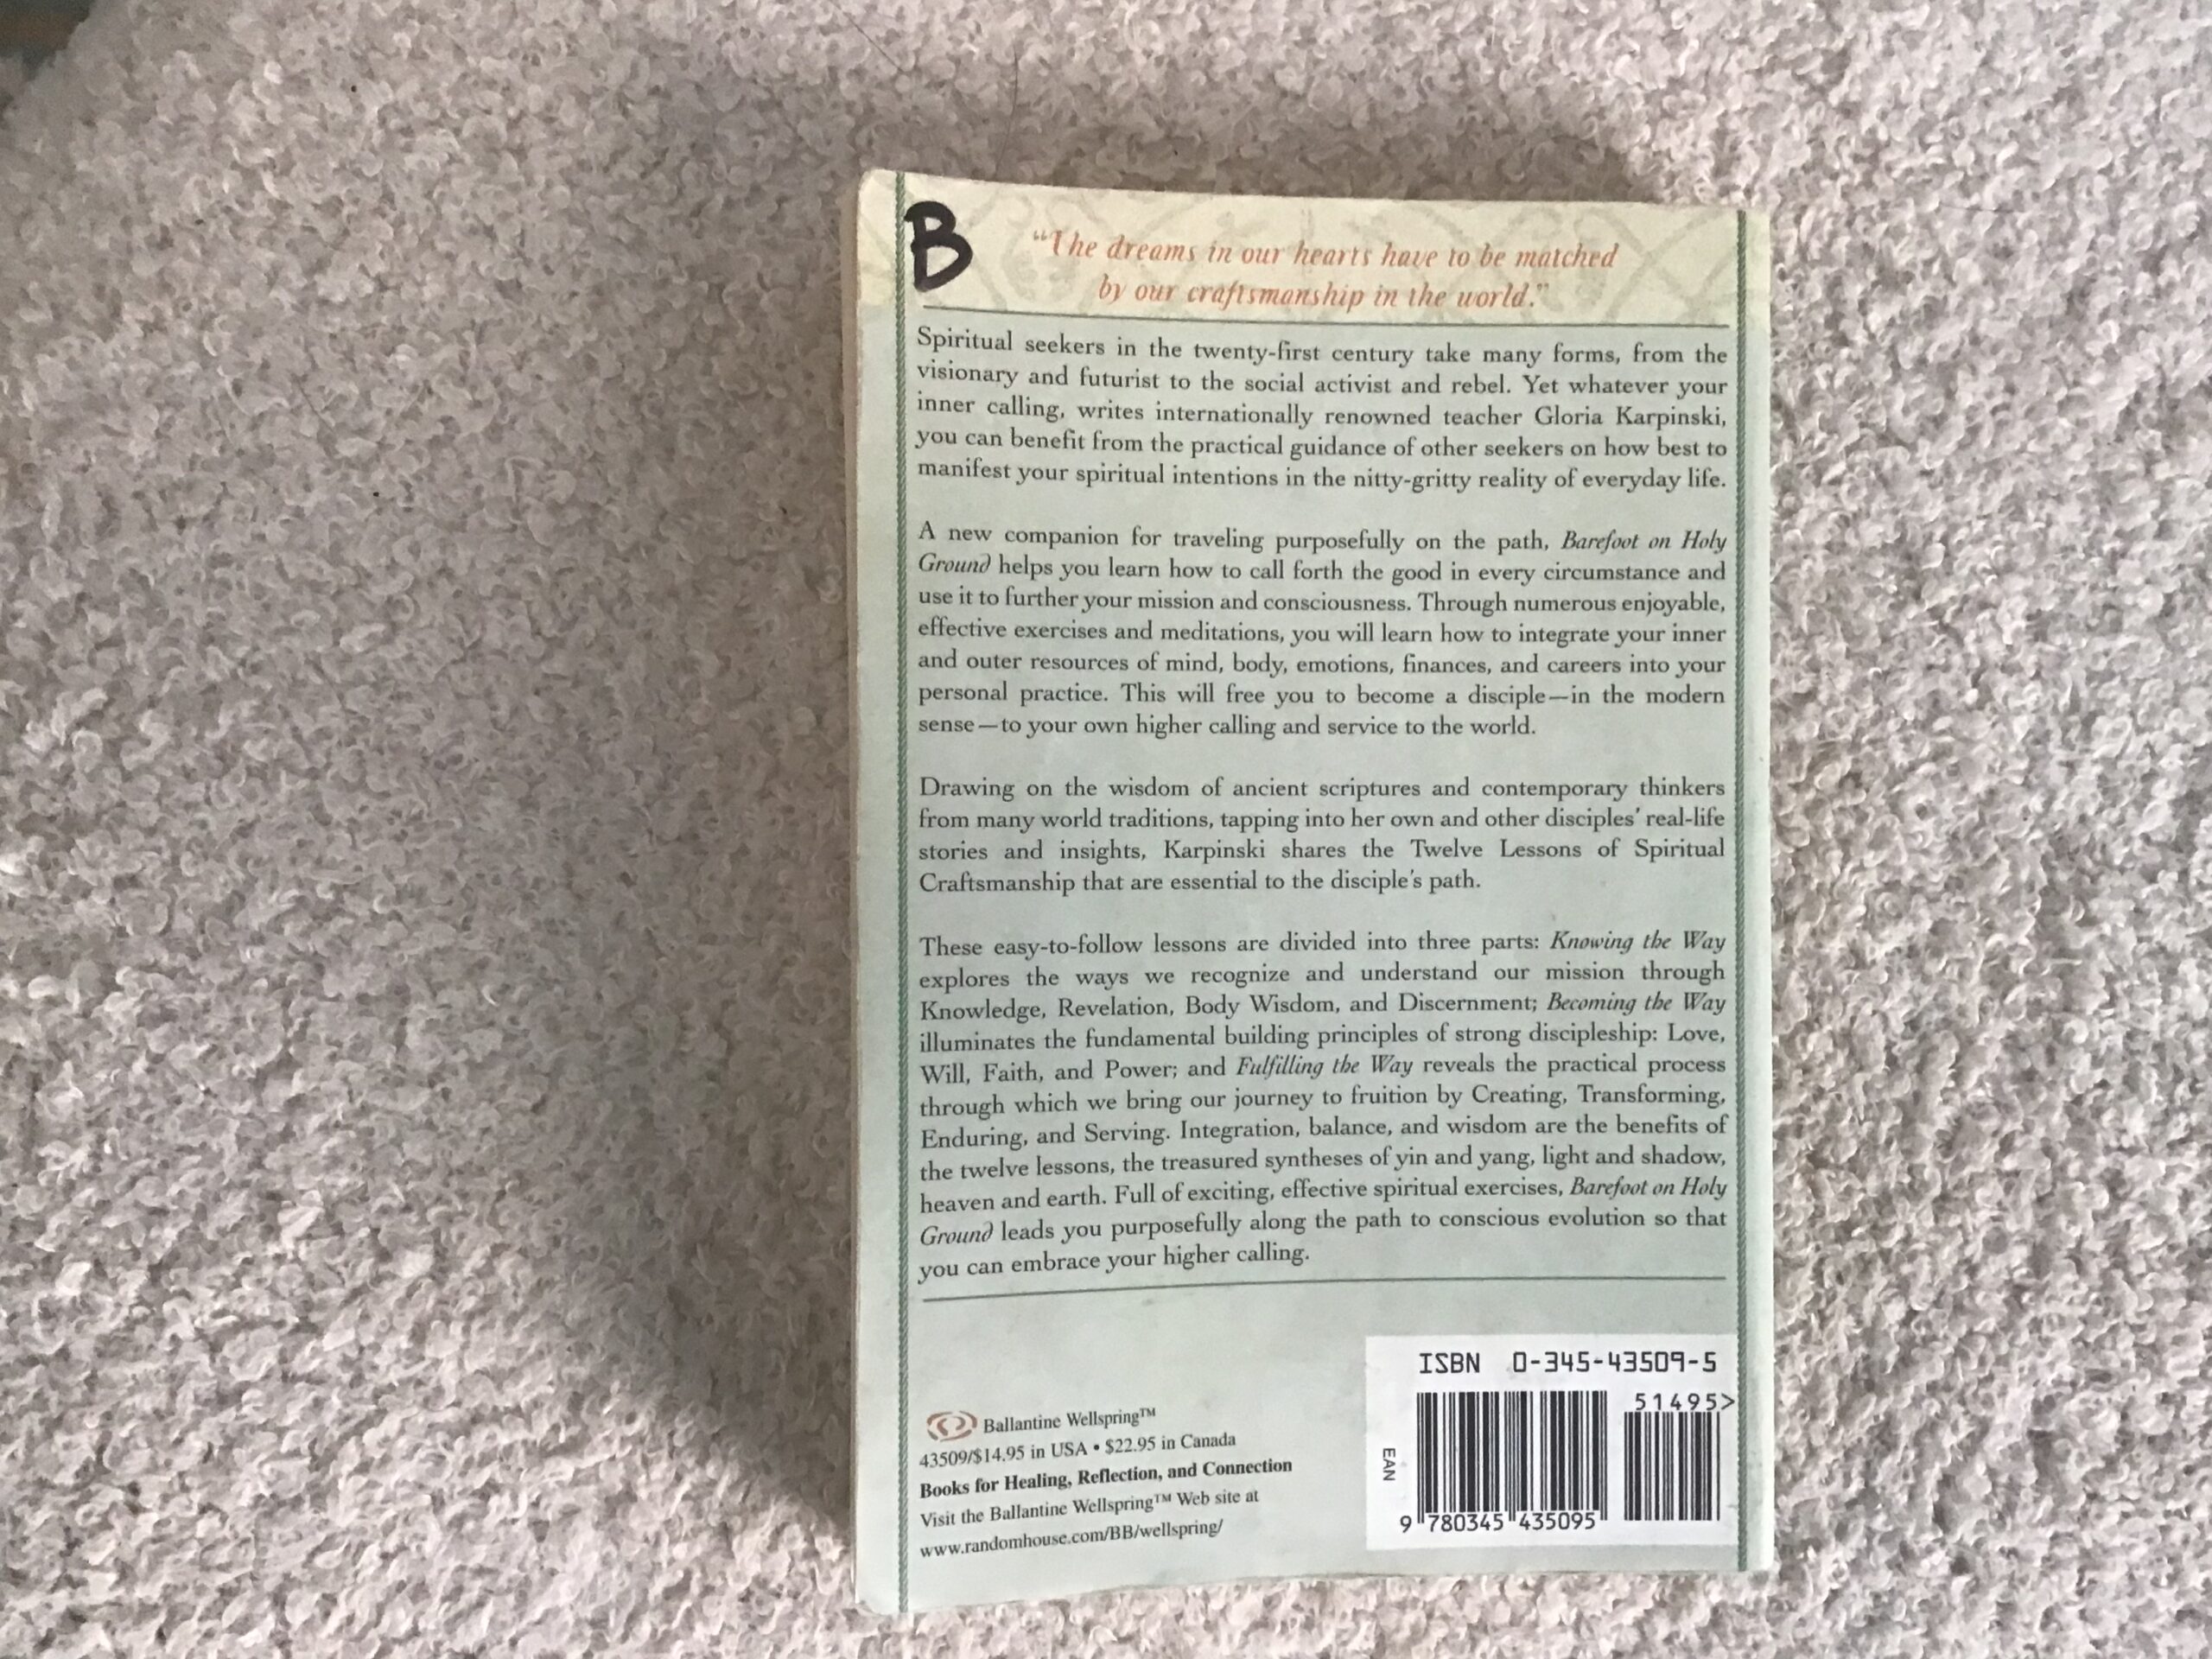 B
“The dreams in our hearts have to be matched
by our craftsmanship in the world.”
Spiritual seekers in the twenty-first century take many forms, from the
visionary and futurist to the social activist and rebel. Yet whatever your
inner calling, writes internationally renowned teacher Gloria Karpinski,
you can benefit from the practical guidance of other seekers on how best to
manifest your spiritual intentions in the nitty-gritty reality of everyday life.
A new companion for traveling purposefully on the path, Barefoot on Holy
Ground helps you learn how to call forth the good in every circumstance and
use it to further your mission and consciousness. Through numerous enjoyable,
effective exercises and meditations, you will learn how to integrate your inner
and outer resources of mind, body, emotions, finances, and careers into your
personal practice. This will free you to become a disciple—in the modern
sense—to your own higher calling and service to the world.
Drawing on the wisdom of ancient scriptures and contemporary thinkers
from many world traditions, tapping into her own and other disciples’ real-life
stories and insights, Karpinski shares the Twelve Lessons of Spiritual
Craftsmanship that are essential to the disciple’s path.
These easy-to-follow lessons are divided into three parts: Knowing the Way
explores the ways we recognize and understand our mission through
Knowledge, Revelation, Body Wisdom, and Discernment; Becoming the Way
illuminates the fundamental building principles of strong discipleship: Love,
Will, Faith, and Power; and Fulfilling the Way reveals the practical process
through which we bring our journey to fruition by Creating, Transforming,
Enduring, and Serving. Integration, balance, and wisdom are the benefits of
the twelve lessons, the treasured syntheses of yin and yang, light and shadow,
heaven and earth. Full of exciting, effective spiritual exercises, Barefoot on Holy
Ground leads you purposefully along the path to conscious evolution so that
you can embrace your higher calling.
Ballantine Wellspring™
43509/$14.95 in USA • $22.95 in Canada
Books for Healing, Reflection, and Connection
Visit the Ballantine Wellspring™ Web site at
www.randomhouse.com/BB/wellspring/
ISBN 0-345-43509-5
51495>
EAN
9 780345 435095